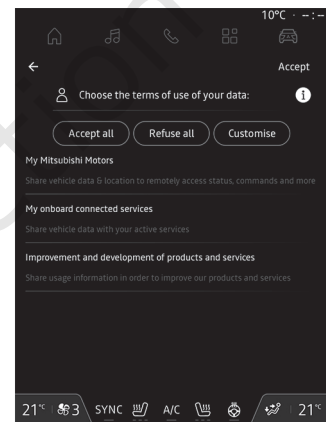 10°C · --:--
Accept
Choose the terms of use of your data:
Accept all Refuse all Customise
My Mitsubishi Motors
Share vehicle data & location to remotely access status, commands and more
My onboard connected services
Share vehicle data with your active services
Improvement and development of products and services
Share usage information in order to improve our products and services
21°C 3 SYNC A/C 21°C